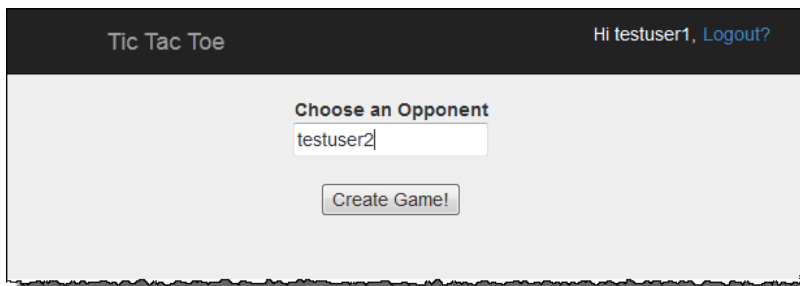 Tic Tac Toe
Hi testuser1, Logout?
Choose an Opponent
testuser2
Create Game!